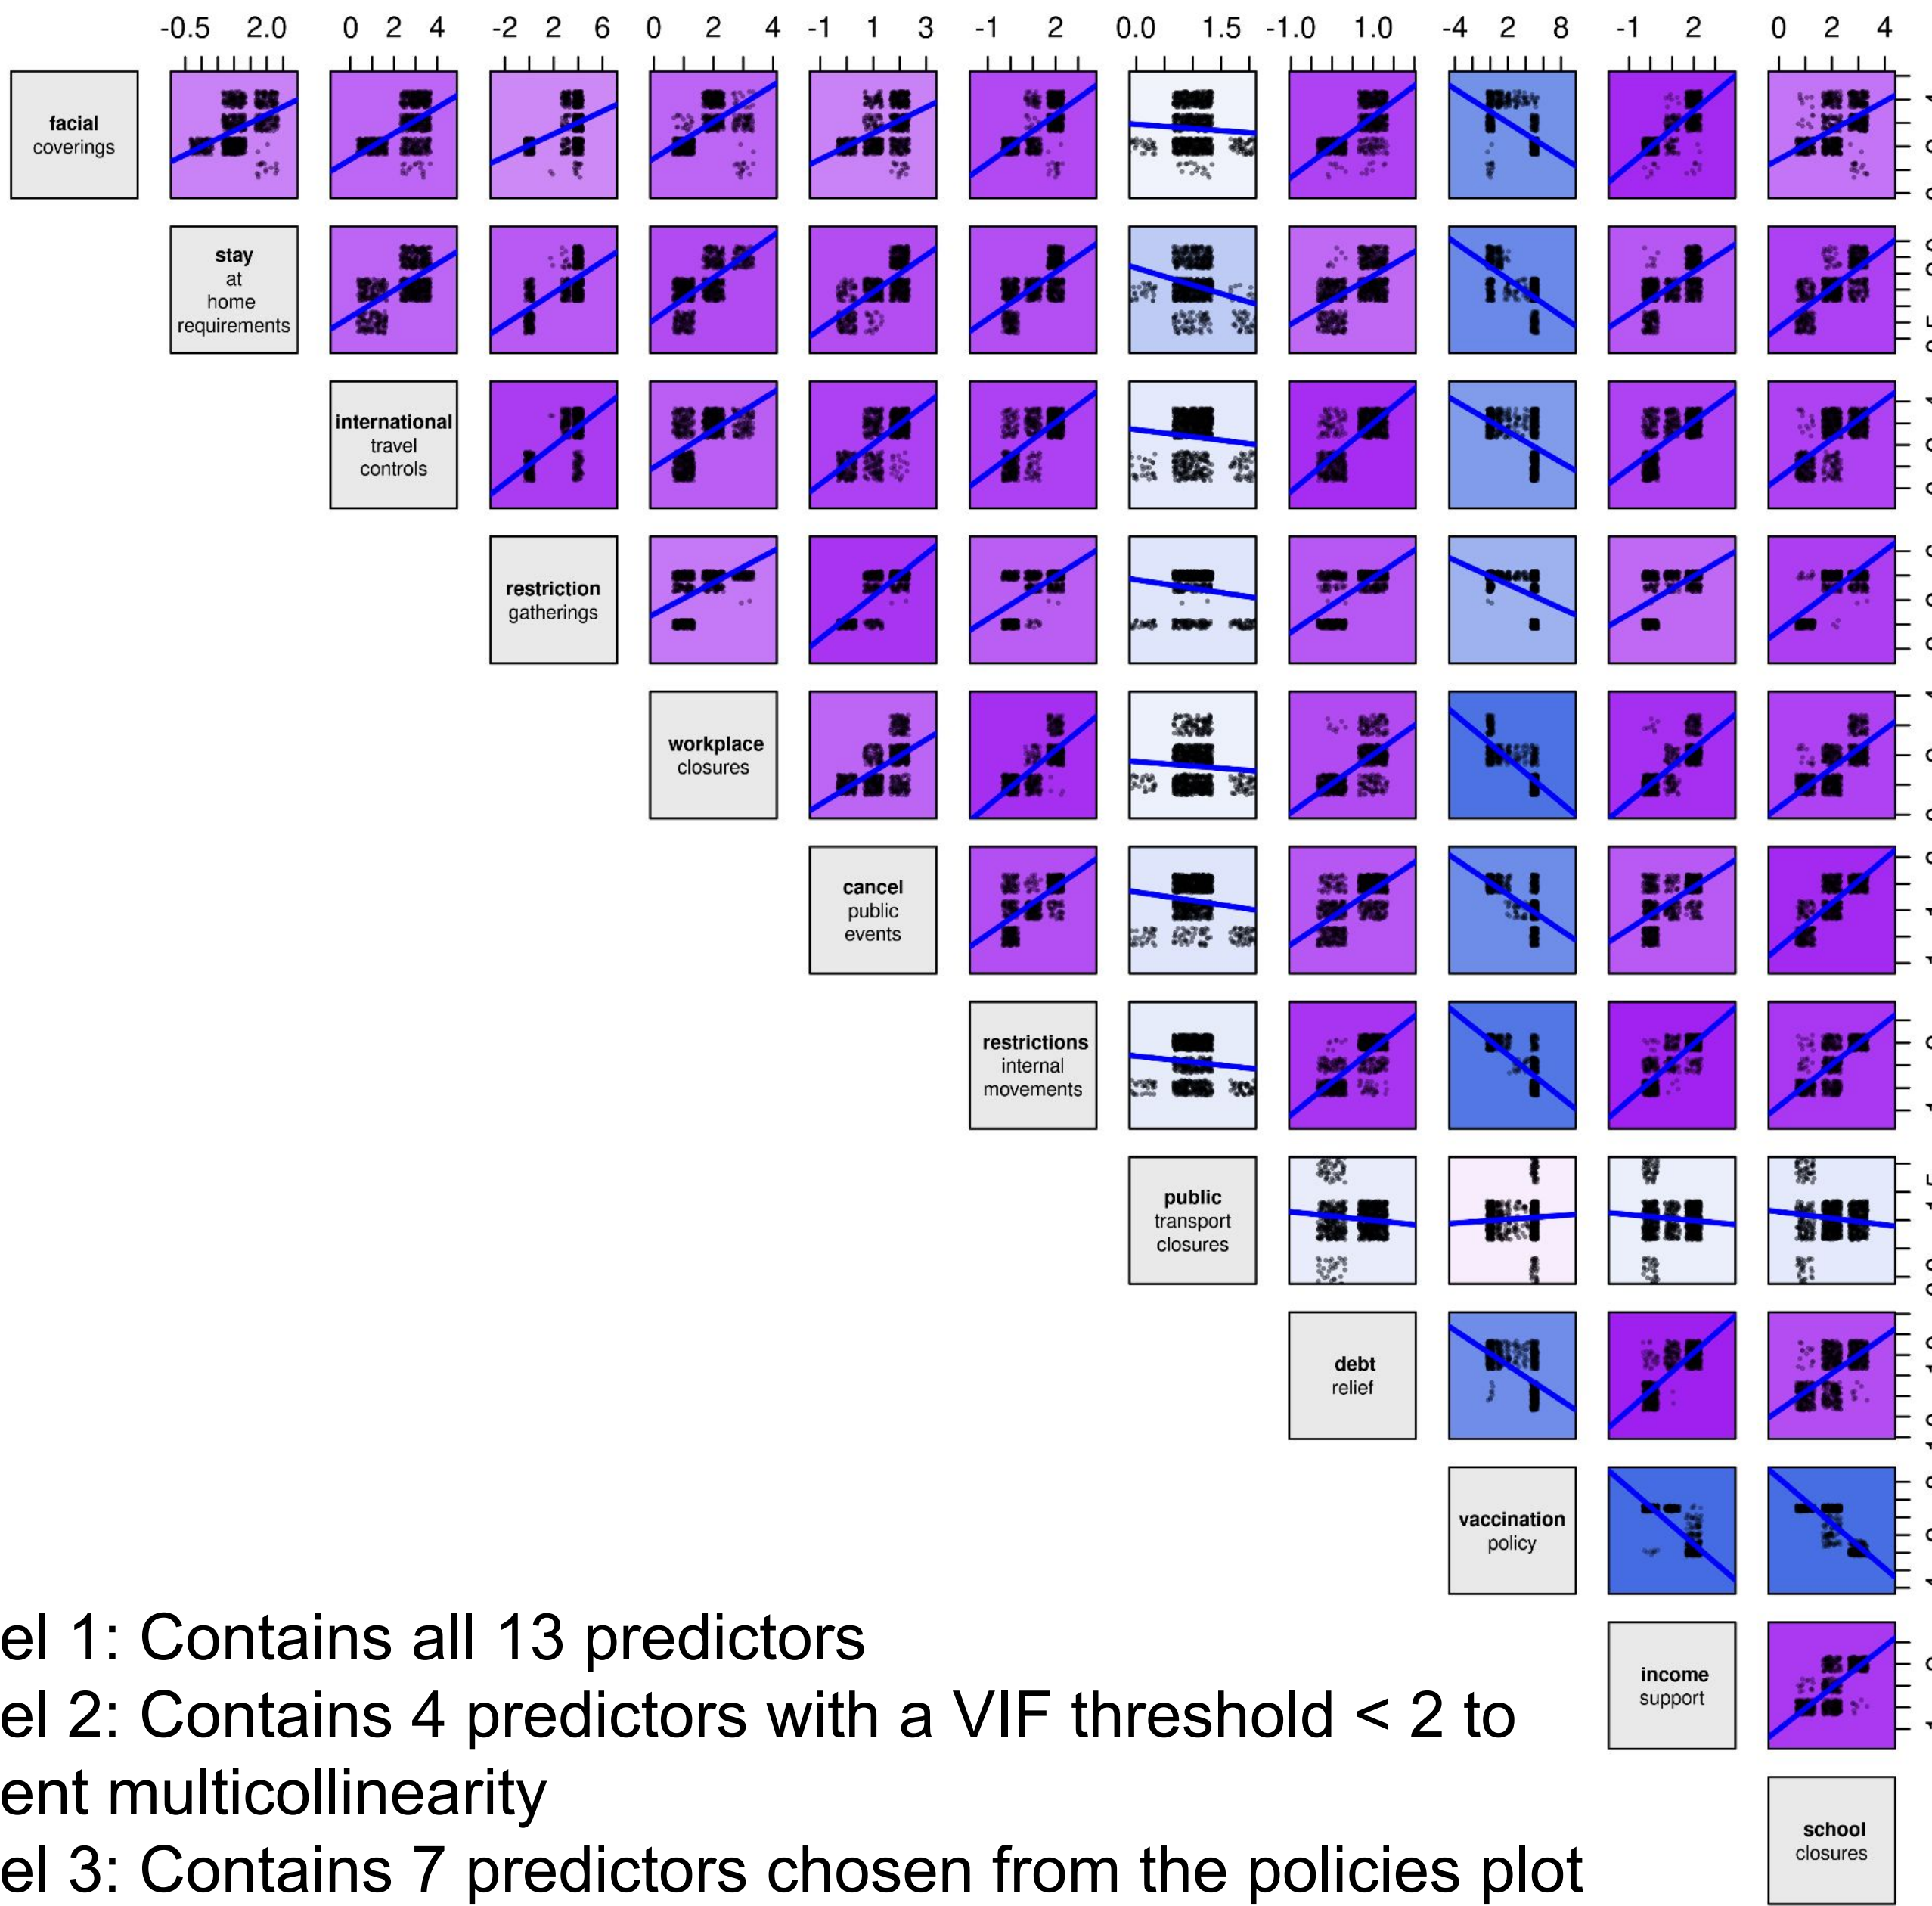 -0.5 2.0 0 2 4 -2 2 6 0 2 4 -1 1 3 -1 2 0.0 1.5 -1.0 1.0 -4 2 8 -1 2 0 2 4
facial
coverings
stay
at
home
requirements
international
travel
controls
restriction
gatherings
workplace
closures
cancel
public
events
restrictions
internal
movements
public
transport
closures
debt
relief
vaccination
policy
income
support
school
closures
el 1: Contains all 13 predictors
el 2: Contains 4 predictors with a VIF threshold < 2 to
ent multicollinearity
el 3: Contains 7 predictors chosen from the policies plot